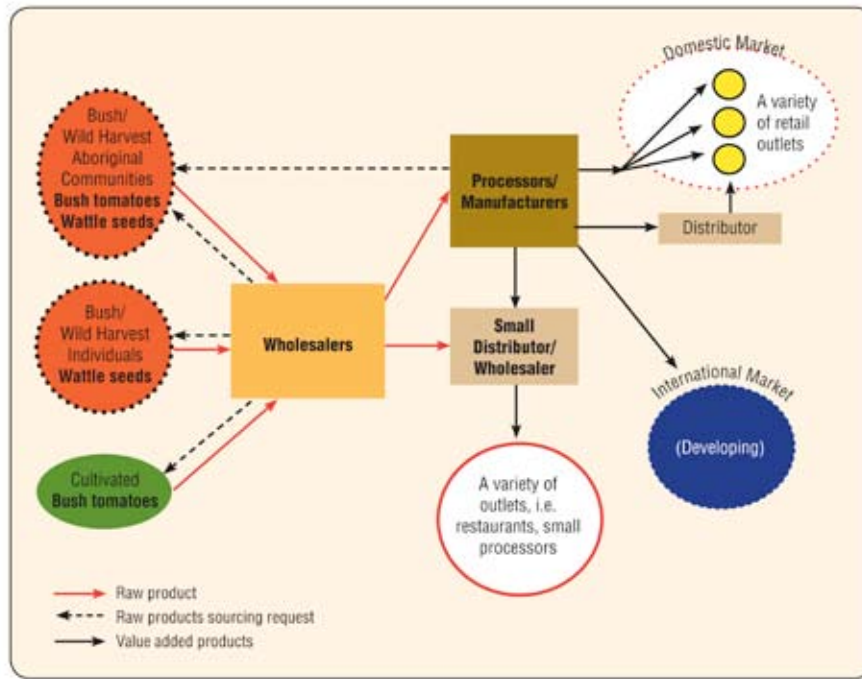 Bush/
Wild Harvest
Aboriginal
Communities
Bush tomatoes
Wattle seeds
Bush/
Wild Harvest
Individuals
Wattle seeds
Cultivated
Bush tomatoes
Wholesalers
Processors/
Manufacturers
Small
Distributor/
Wholesaler
A variety of
outlets, i.e.
restaurants, small
processors
Domestic Market
A variety
of retail
outlets
Distributor
International Market
(Developing)
Raw product
Raw products sourcing request
Value added products